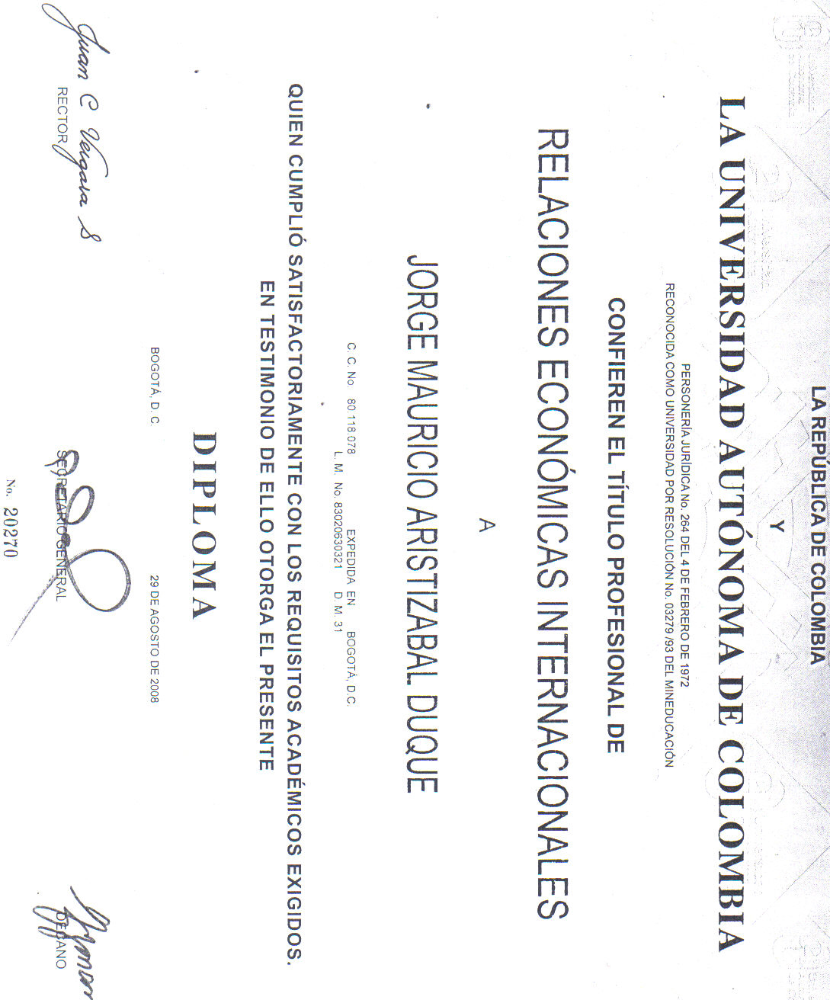 LA REPÚBLICA DE COLOMBIA
Y
LA UNIVERSIDAD AUTÓNOMA DE COLOMBIA
PERSONERÍA JURÍDICA No. 264 DEL 4 DE FEBRERO DE 1972
RECONOCIDA COMO UNIVERSIDAD POR RESOLUCIÓN No. 03279 /93 DEL MINEDUCACIÓN
CONFIEREN EL TÍTULO PROFESIONAL DE
RELACIONES ECONÓMICAS INTERNACIONALES
A
JORGE MAURICIO ARISTIZABAL DUQUE
C. C. No. 80.118.078 EXPEDIDA EN BOGOTÁ, D.C.
L. M. No. 83020630321 D. M. 31
QUIEN CUMPLIÓ SATISFACTORIAMENTE CON LOS REQUISITOS ACADÉMICOS EXIGIDOS.
EN TESTIMONIO DE ELLO OTORGA EL PRESENTE
DIPLOMA
BOGOTÁ, D. C. 29 DE AGOSTO DE 2008
Juan C Vergara S
RECTOR
SECRETARIO GENERAL
DECANO
No. 20270